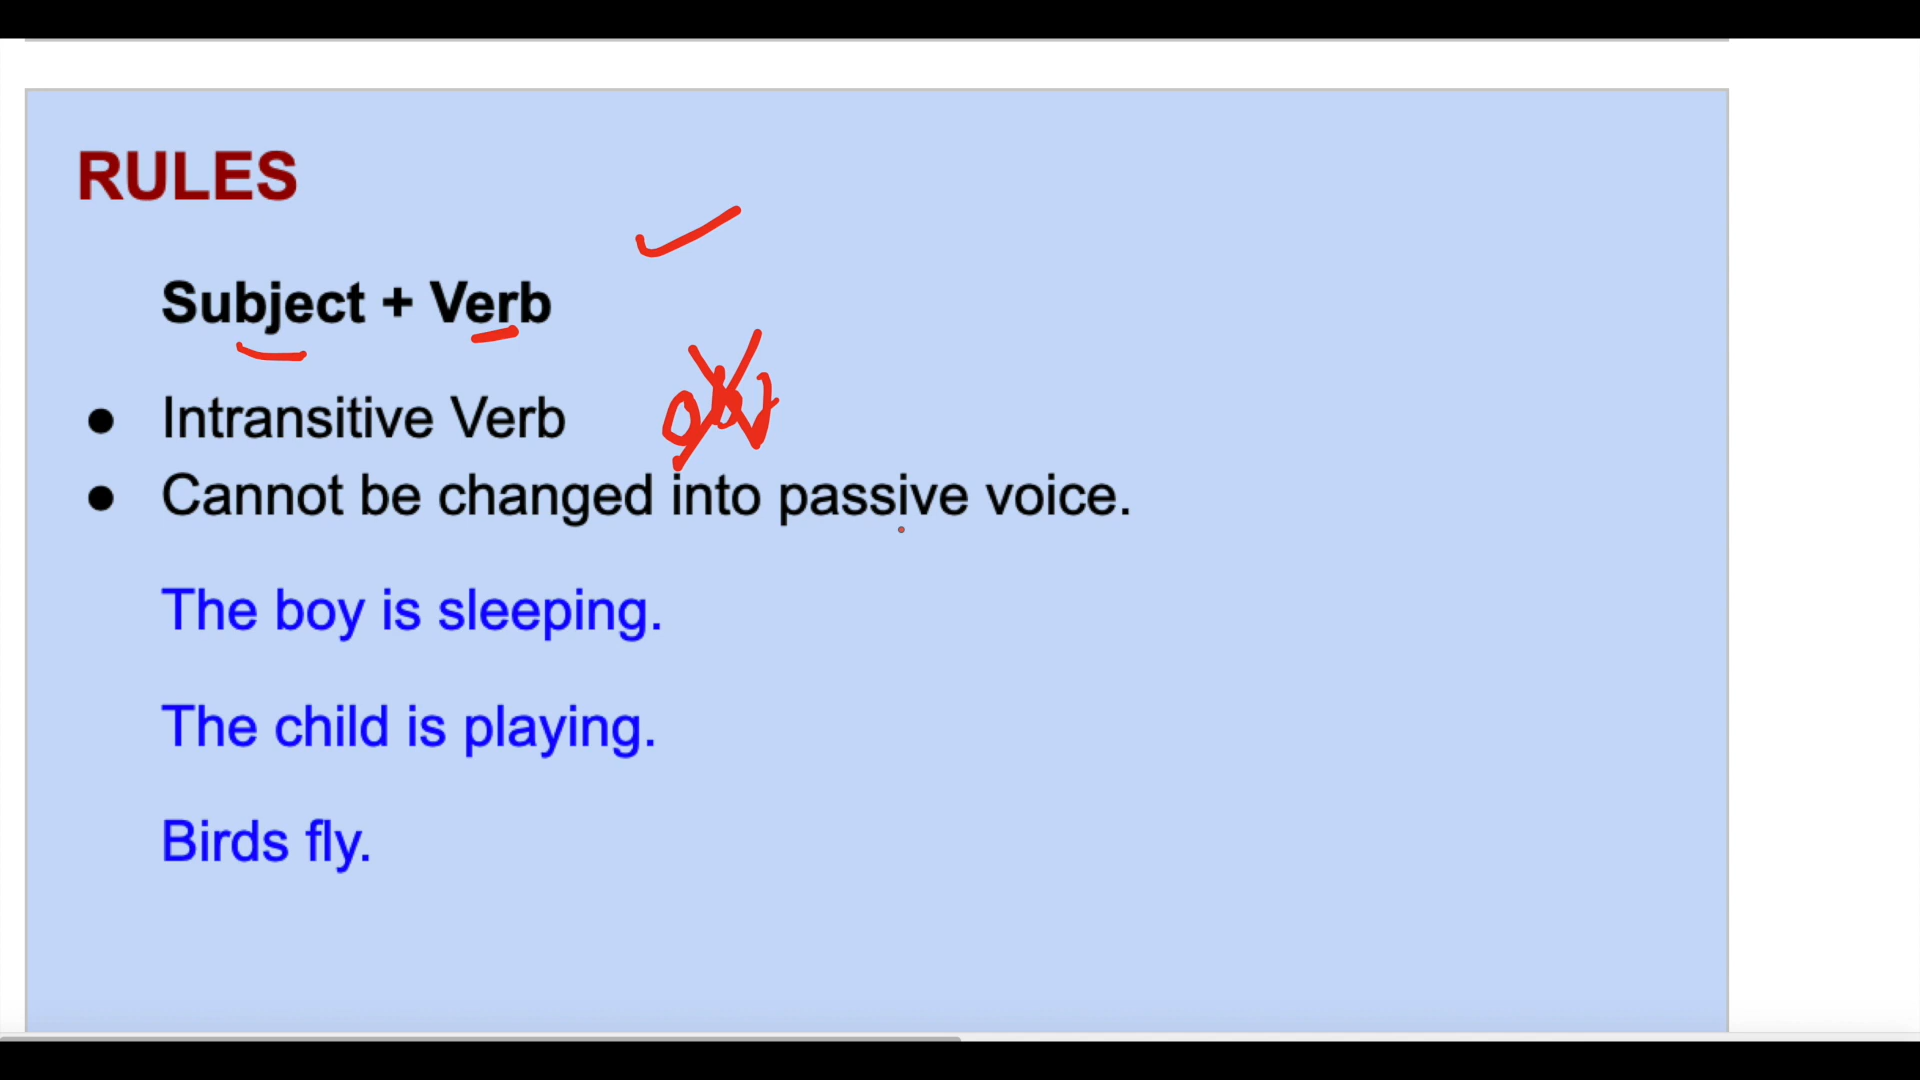 RULES
Subject + Verb
● Intransitive Verb obj
● Cannot be changed into passive voice.
The boy is sleeping.
The child is playing.
Birds fly.